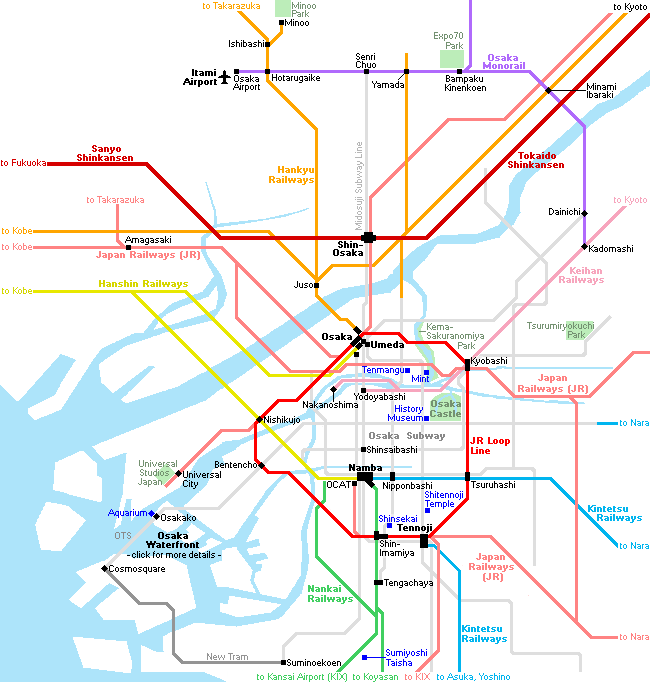 to Takarazuka
Minoo
Park
Minoo
to Kyoto
Ishibashi
Expo70
Park
Senri
Chuo
Osaka
Monorail
Itami
Airport
Osaka
Airport
Hotarugaike
Yamada
Bampaku
Kinenkoen
Minami
Ibaraki
Midosuji Subway Line
Sanyo
Shinkansen
Tokaido
Shinkansen
to Fukuoka
Hankyu
Railways
to Takarazuka
to Kyoto
Dainichi
to Kobe
Amagasaki
to Kobe
Japan Railways (JR)
Shin-
Osaka
Kadomashi
Keihan
Railways
Hanshin Railways
Juso
to Kobe
Kema-
Sakuranomiya
Park
Tsurumiryokuchi
Park
Osaka
Umeda
Kyobashi
Tenmangu
Mint
Japan
Railways (JR)
Nakanoshima
Yodoyabashi
Osaka
Castle
History
Museum
Nishikujo
to Nara
Osaka Subway
JR Loop
Line
Shinsaibashi
Universal
Studios
Japan
Bentencho
Universal
City
Namba
OCAT
Nipponbashi
Tsuruhashi
Shitennoji
Temple
Kintetsu
Railways
Aquarium
Osakako
Shinsekai
Tennoji
OTS
Osaka
Waterfront
- click for more details -
Shin-
Imamiya
to Nara
Japan
Railways
(JR)
Cosmosquare
Tengachaya
Nankai
Railways
Kintetsu
Railways
to Nara
New Tram
Suminoekoen
Sumiyoshi
Taisha
to Kansai Airport (KIX)
to Koyasan
to KIX
to Asuka, Yoshino